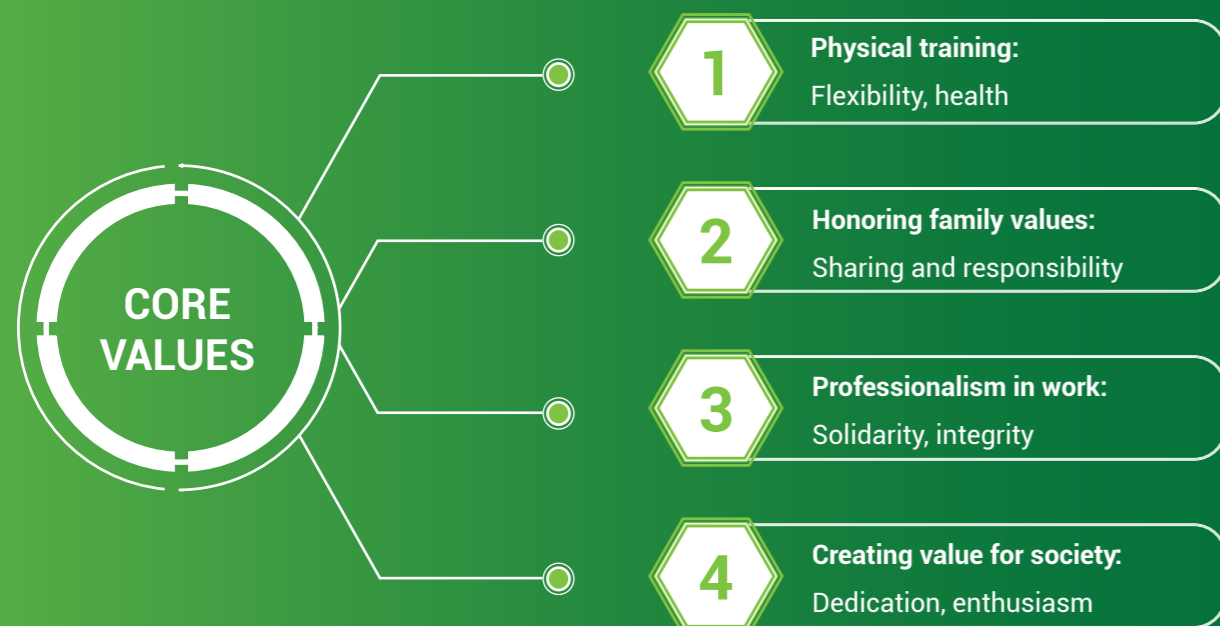 CORE
VALUES
1
Physical training:
Flexibility, health
2
Honoring family values:
Sharing and responsibility
3
Professionalism in work:
Solidarity, integrity
4
Creating value for society:
Dedication, enthusiasm